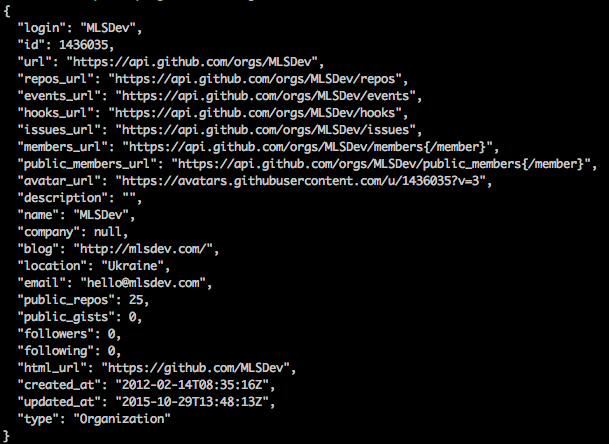 {
"login": "MLSDev",
"id": 1436035,
"url": "https://api.github.com/orgs/MLSDev",
"repos_url": "https://api.github.com/orgs/MLSDev/repos",
"events_url": "https://api.github.com/orgs/MLSDev/events",
"hooks_url": "https://api.github.com/orgs/MLSDev/hooks",
"issues_url": "https://api.github.com/orgs/MLSDev/issues",
"members_url": "https://api.github.com/orgs/MLSDev/members{/member}",
"public_members_url": "https://api.github.com/orgs/MLSDev/public_members{/member}",
"avatar_url": "https://avatars.githubusercontent.com/u/1436035?v=3",
"description": "",
"name": "MLSDev",
"company": null,
"blog": "http://mlsdev.com/",
"location": "Ukraine",
"email": "hello@mlsdev.com",
"public_repos": 25,
"public_gists": 0,
"followers": 0,
"following": 0,
"html_url": "https://github.com/MLSDev",
"created_at": "2012-02-14T08:35:16Z",
"updated_at": "2015-10-29T13:48:13Z",
"type": "Organization"
}